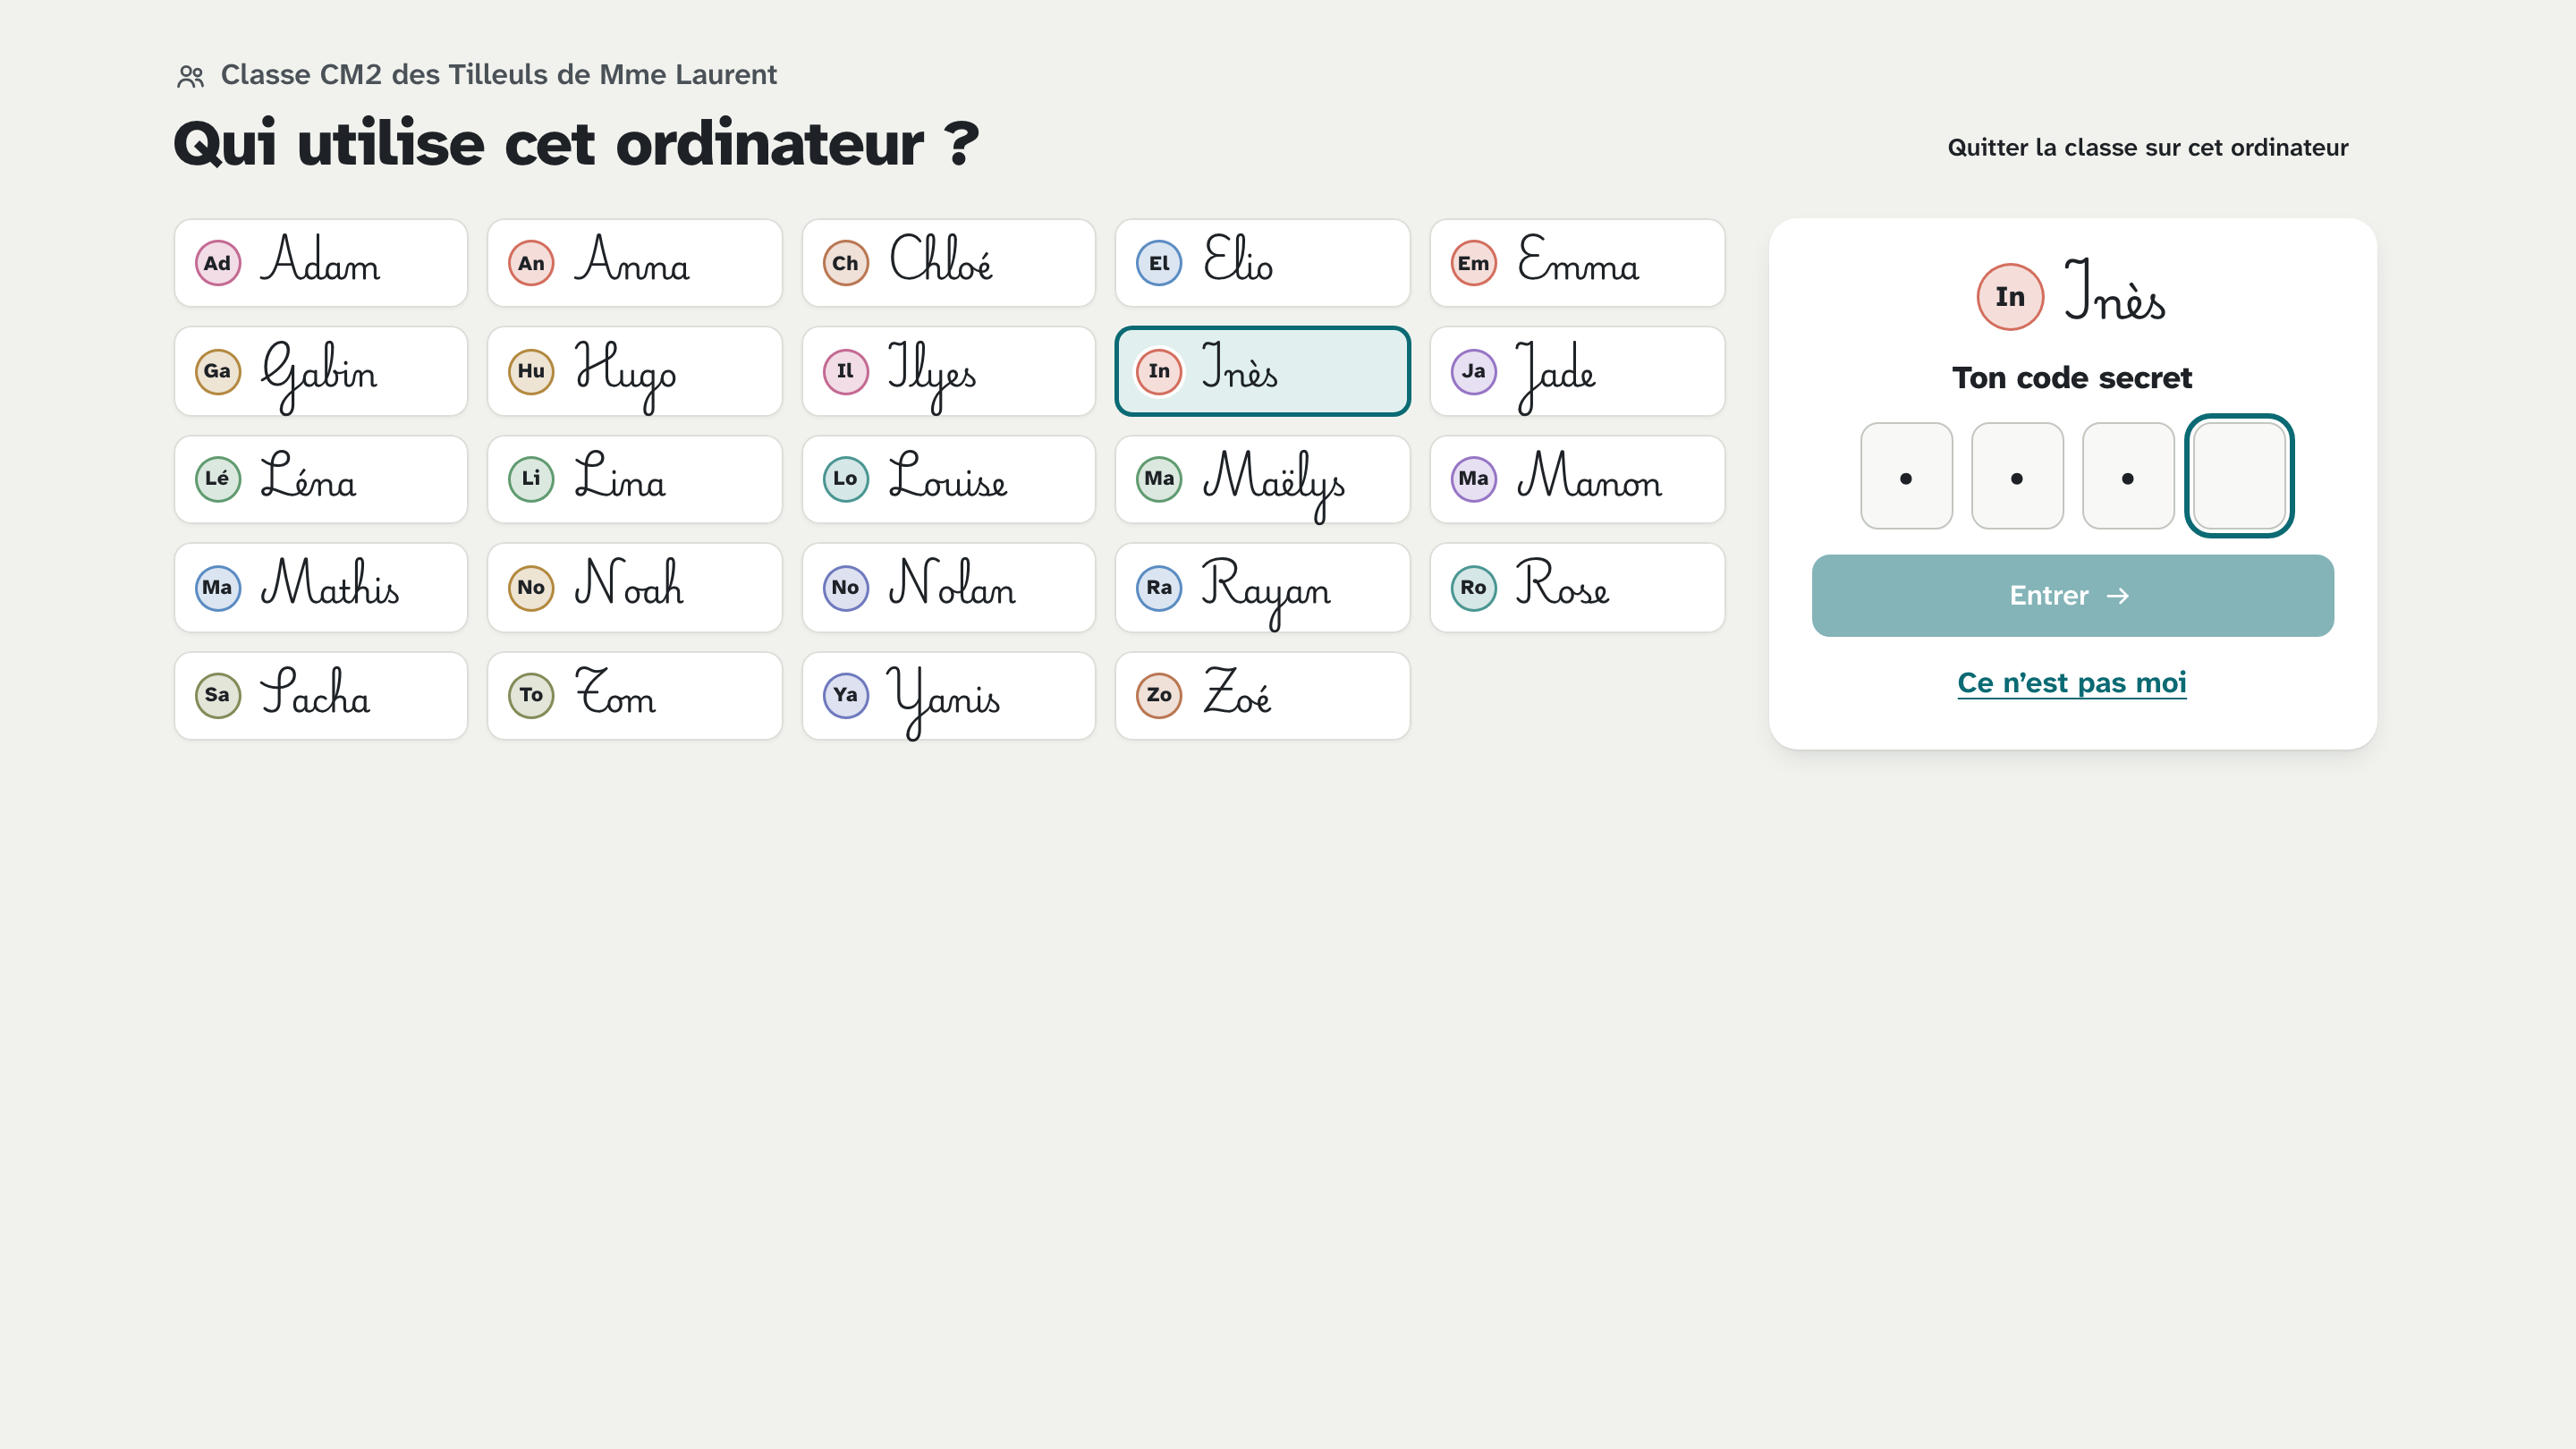 Classe CM2 des Tilleuls de Mme Laurent
Qui utilise cet ordinateur ?
Quitter la classe sur cet ordinateur
Ad Adam
An Anna
Ch Chloé
El Elio
Em Emma
Ga Gabin
Hu Hugo
Il Ilyes
In Inès
Ja Jade
Lé Léna
Li Lina
Lo Louise
Ma Maëlys
Ma Manon
Ma Mathis
No Noah
No Nolan
Ra Rayan
Ro Rose
Sa Sacha
To Tom
Ya Yanis
Zo Zoé
In Inès
Ton code secret
Entrer →
Ce n’est pas moi